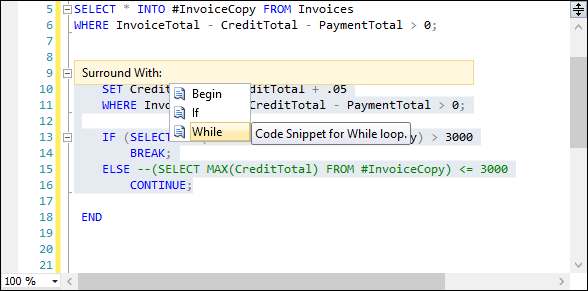 5 SELECT * INTO #InvoiceCopy FROM Invoices
6 WHERE InvoiceTotal - CreditTotal - PaymentTotal > 0;
7
8
9 Surround With:
10 SET Credit ditTotal + .05
Begin
11 WHERE Invo CreditTotal - PaymentTotal > 0;
If
12
While
Code Snippet for While loop.
13 IF (SELECT y) > 3000
14 BREAK;
15 ELSE --(SELECT MAX(CreditTotal) FROM #InvoiceCopy) <= 3000
16 CONTINUE;
17
18 END
19
20
21
100 %